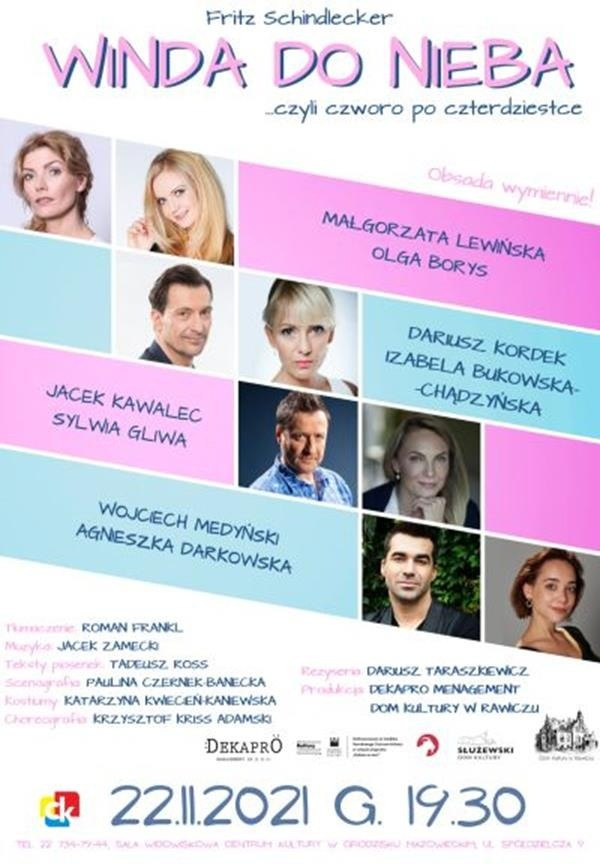 Fritz Schindlecker
WINDA DO NIEBA
...czyli czworo po czterdziestce
Obsada wymiennie!
MAŁGORZATA LEWIŃSKA
OLGA BORYS
DARIUSZ KORDEK
IZABELA BUKOWSKA-
-CHĄDZYŃSKA
JACEK KAWALEC
SYLWIA GLIWA
WOJCIECH MEDYŃSKI
AGNIESZKA DARKOWSKA
Tłumaczenie: ROMAN FRANKL
Muzyka: JACEK ZAMECKI
Teksty piosenek: TADEUSZ ROSS
Scenografia: PAULINA CZERNEK-BANECKA
Kostiumy: KATARZYNA KWIECIEŃ-KANIEWSKA
Choreografia: KRZYSZTOF KRISS ADAMSKI
Reżyseria: DARIUSZ TARASZKIEWICZ
Produkcja: DEKAPRO MENAGEMENT
DOM KULTURY W RAWICZU
DEKAPRÓ
SŁUŻEWSKI
DOM KULTURY
ck
22.11.2021 G. 19.30
TEL. 22 734-79-44, SALA WIDOWISKOWA CENTRUM KULTURY W GRODZISKU MAZOWIECKIM, UL. SPÓŁDZIELCZA 9